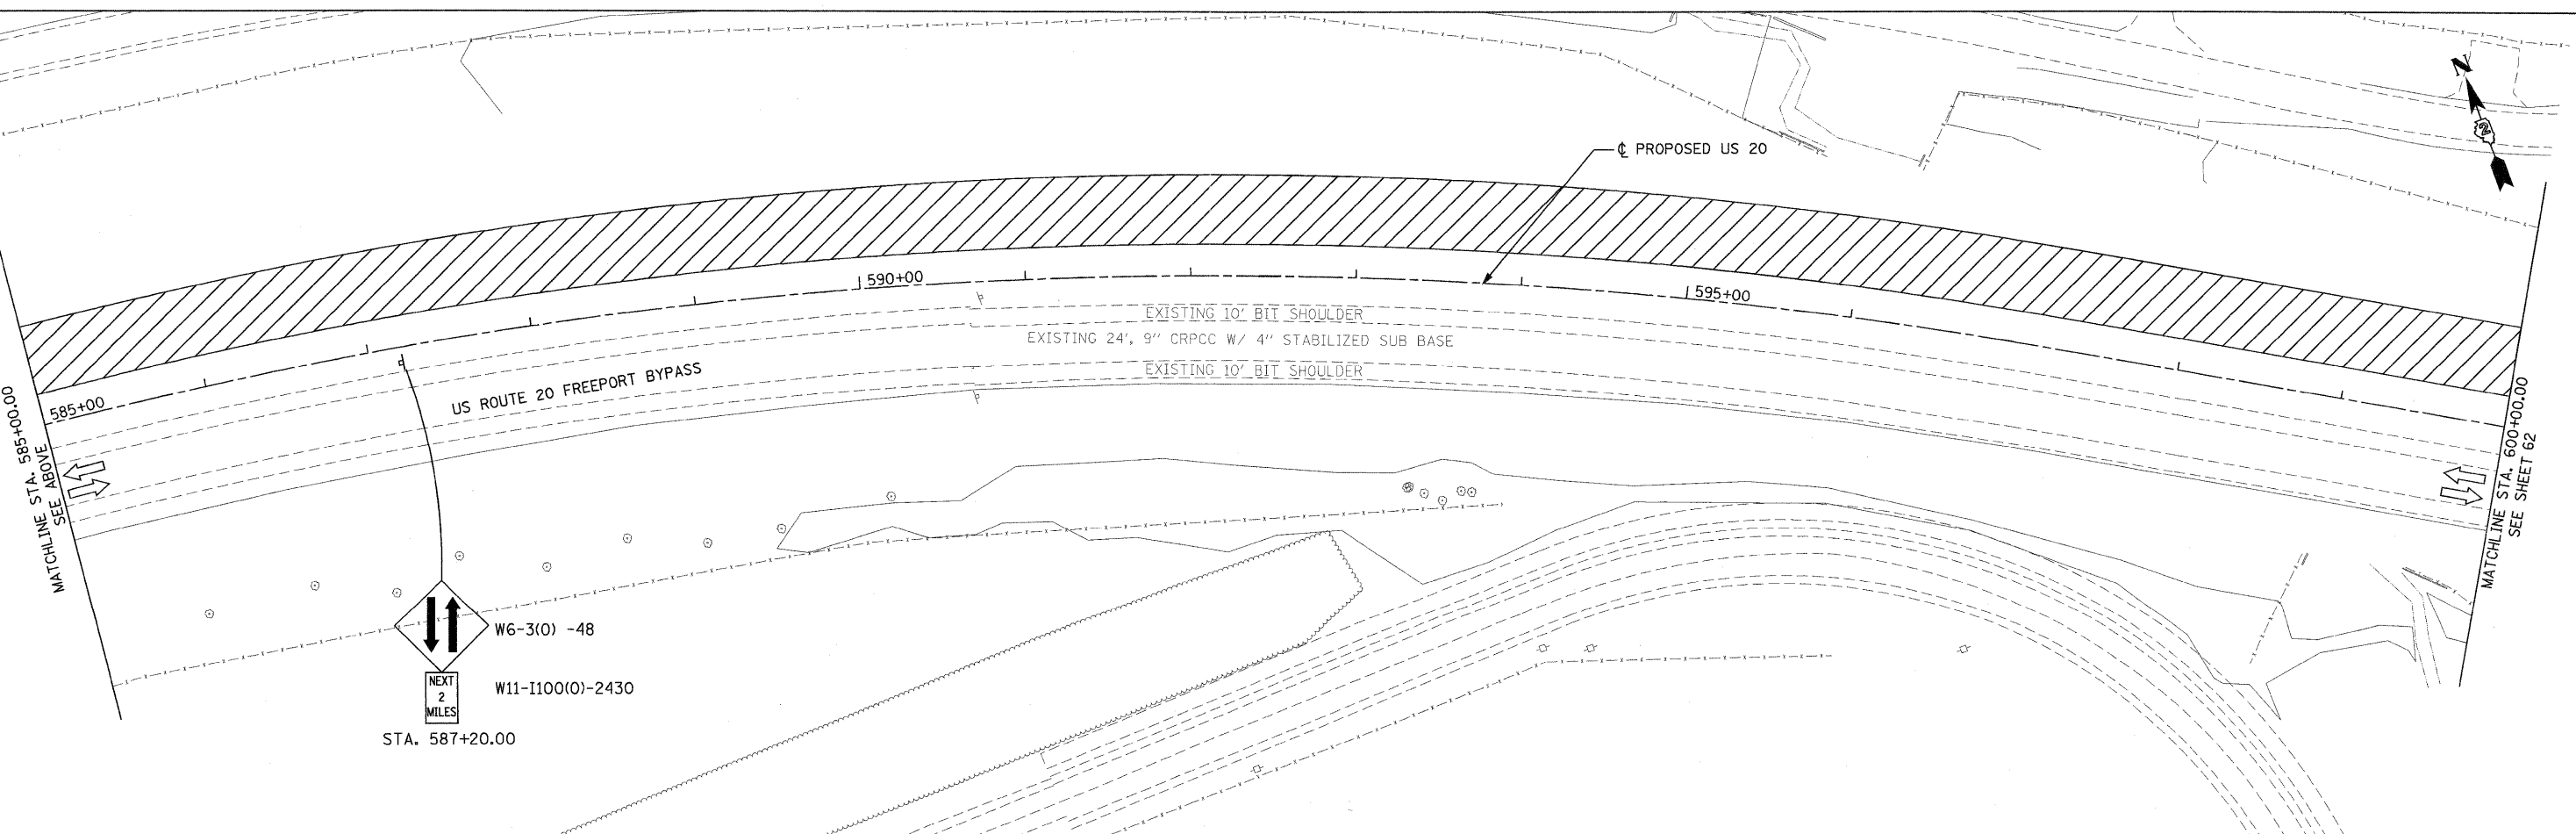 N
2
℄ PROPOSED US 20
590+00
595+00
EXISTING 10' BIT SHOULDER
EXISTING 24', 9" CRPCC W/ 4" STABILIZED SUB BASE
EXISTING 10' BIT SHOULDER
US ROUTE 20 FREEPORT BYPASS
585+00
MATCHLINE STA. 585+00.00
SEE ABOVE
MATCHLINE STA. 600+00.00
SEE SHEET 62
W6-3(O) -48
NEXT
2
MILES
W11-I100(O)-2430
STA. 587+20.00